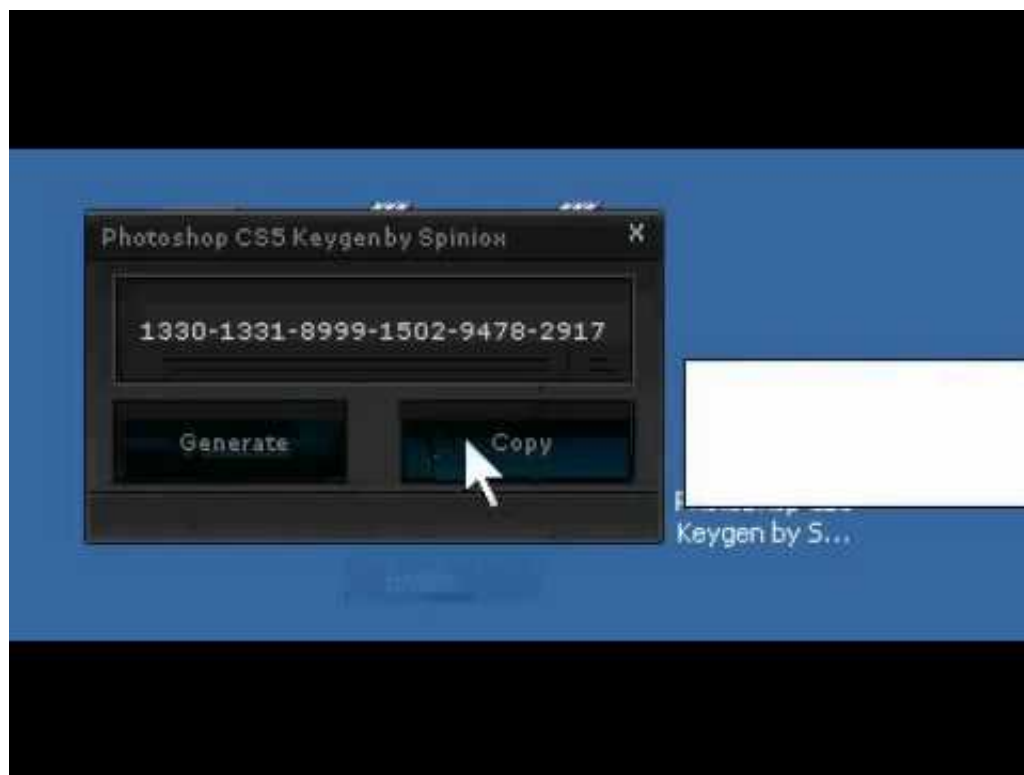 Photoshop CS5 Keygen by Spiniox
X
1330-1331-8999-1502-9478-2917
Generate
Copy
Keygen by S...